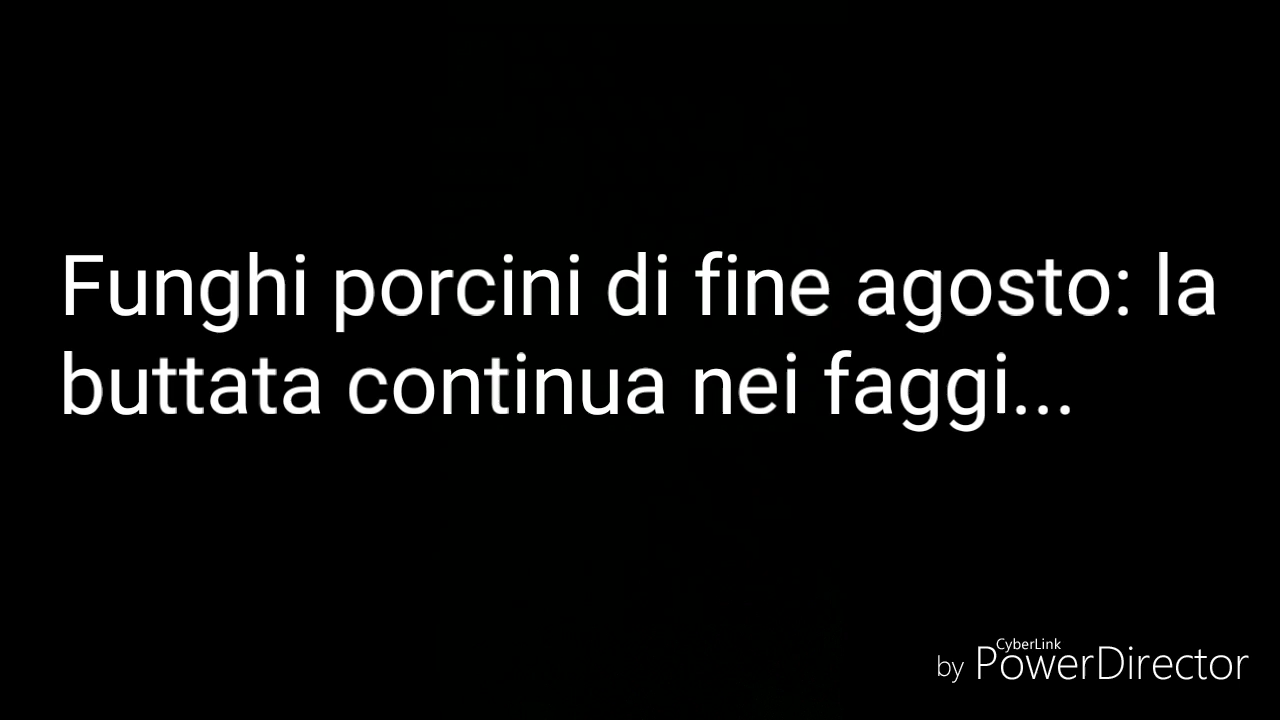 Funghi porcini di fine agosto: la
buttata continua nei faggi...
CyberLink
by PowerDirector